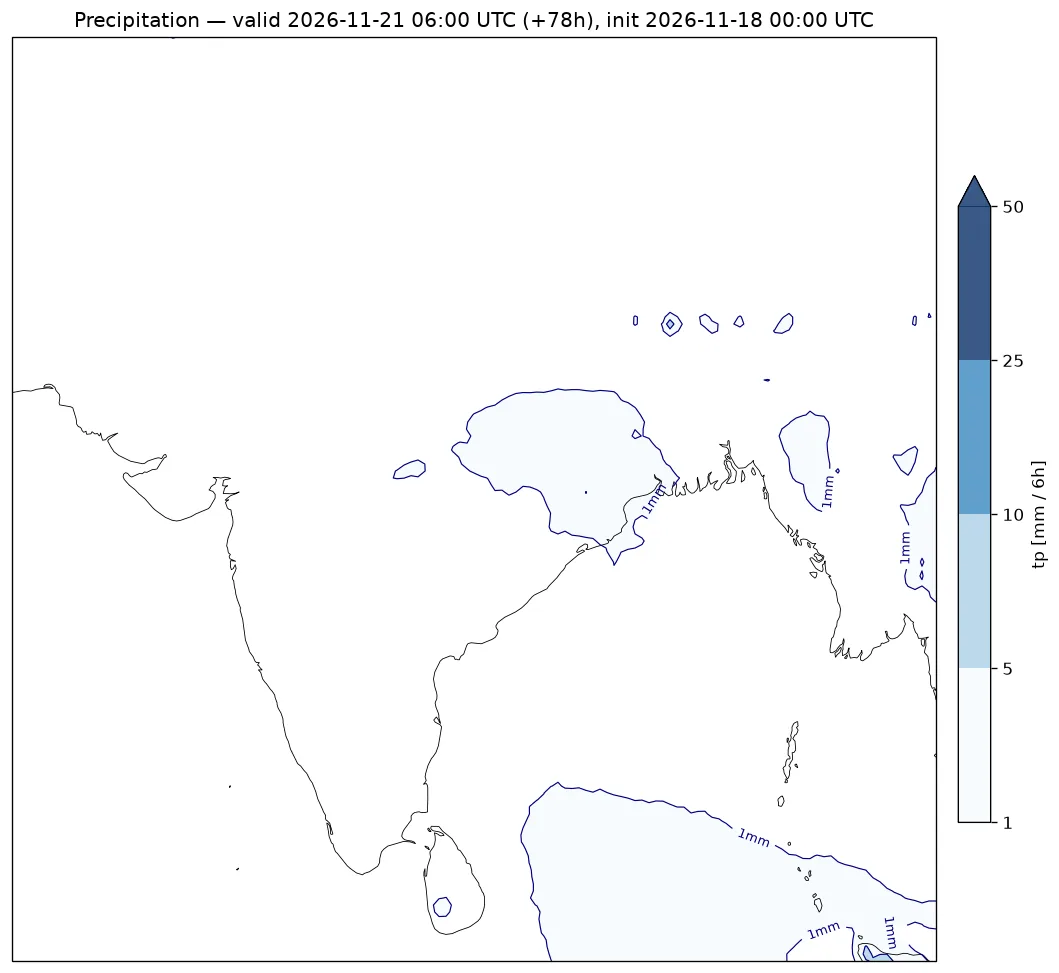 Precipitation — valid 2026-11-21 06:00 UTC (+78h), init 2026-11-18 00:00 UTC
50
25
10
5
1
tp [mm / 6h]
1mm
1mm
1mm
1mm
1mm
1mm